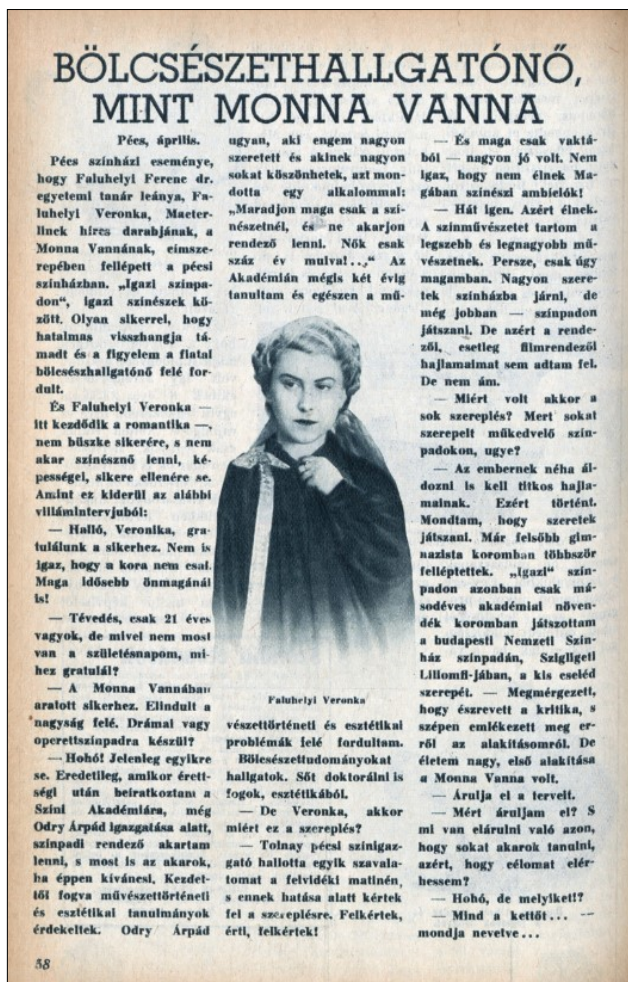 BÖLCSÉSZETHALLGATÓNŐ,
MINT MONNA VANNA
Pécs, április.
Pécs színházi eseménye,
hogy Faluhelyi Ferenc dr.
egyetemi tanár leánya, Fa-
luhelyi Veronka, Maeter-
linck híres darabjának, a
Monna Vannának, címsze-
repében fellépett a pécsi
színházban. „Igazi színpa-
don“, igazi színészek kö-
zött. Olyan sikerrel, hogy
hatalmas visszhangja tá-
madt és a figyelem a fiatal
bölcsészhallgatónő felé for-
dult.
És Faluhelyi Veronka —
itt kezdődik a romantika —,
nem büszke sikerére, s nem
akar színésznő lenni, ké-
pességei, sikere ellenére se.
Amint ez kiderül az alábbi
villáminterjuból:
— Halló, Veronika, gra-
tulálunk a sikerhez. Nem is
igaz, hogy a kora nem csal.
Maga idősebb önmagánál
is!
— Tévedés, csak 21 éves
vagyok, de mivel nem most
van a születésnapom, mi-
hez gratulál?
— A Monna Vannában
aratott sikerhez. Elindult a
nagyság felé. Drámai vagy
operettszinpadra készül?
— Hohó! Jelenleg egyikre
se. Eredetileg, amikor érett-
ségi után beiratkoztam a
Színi Akadémiára, még
Odry Árpád igazgatása alatt,
színpadi rendező akartam
lenni, s most is az akarok,
ha éppen kíváncsi. Kezdet-
től fogva művészettörténeti
és esztétikai tanulmányok
érdekeltek. Odry Árpád
ugyan, aki engem nagyon
szeretett és akinek nagyon
sokat köszönhetek, azt mon-
dotta egy alkalommal:
„Maradjon maga csak a szí-
nészetnél, és ne akarjon
rendező lenni. Nők csak
száz év mulva!...“ Az
Akadémián mégis két évig
tanultam és egészen a mű-
Faluhelyi Veronka
vészettörténeti és esztétikai
problémák felé fordultam.
Bölcsészettudományokat
hallgatok. Sőt doktorálni is
fogok, esztétikából.
— De Veronka, akkor
miért ez a szereplés?
— Tolnay pécsi színigaz-
gató hallotta egyik szavala-
tomat a felvidéki matinén,
s ennek hatása alatt kértek
fel a szereplésre. Felkértek,
érti, felkértek!
— És maga csak vaktá-
ból — nagyon jó volt. Nem
igaz, hogy nem élnek Ma-
gában színészi ambiciók!
— Hát igen. Azért élnek.
A színművészetet tartom a
legszebb és legnagyobb mű-
vészetnek. Persze, csak úgy
magamban. Nagyon szere-
tek színházba járni, de
még jobban — színpadon
játszani. De azért a rende-
zői, esetleg filmrendezői
hajlamaimat sem adtam fel.
De nem ám.
— Miért volt akkor a
sok szereplés? Mert sokat
szerepelt műkedvelő szín-
padokon, ugye?
— Az embernek néha ál-
dozni is kell titkos hajla-
mainak. Ezért történt.
Mondtam, hogy szeretek
játszani. Már felsőbb gim-
nazista koromban többször
felléptettek. „Igazi“ szín-
padon azonban csak má-
sodéves akadémiai növen-
dék koromban játszottam
a budapesti Nemzeti Szín-
ház színpadán, Szigligeti
Liliomfi-jában, a kis cseléd
szerepét. — Megmérgezett,
hogy észrevett a kritika, s
szépen emlékezett meg er-
ről az alakításomról. De
életem nagy, első alakítása
a Monna Vanna volt.
— Árulja el a terveit.
— Mért áruljam el? S
mi van elárulni való azon,
hogy sokat akarok tanulni,
azért, hogy célomat elér-
hessem?
— Hohó, de melyiket!?
— Mind a kettőt... —
mondja nevetve...
58